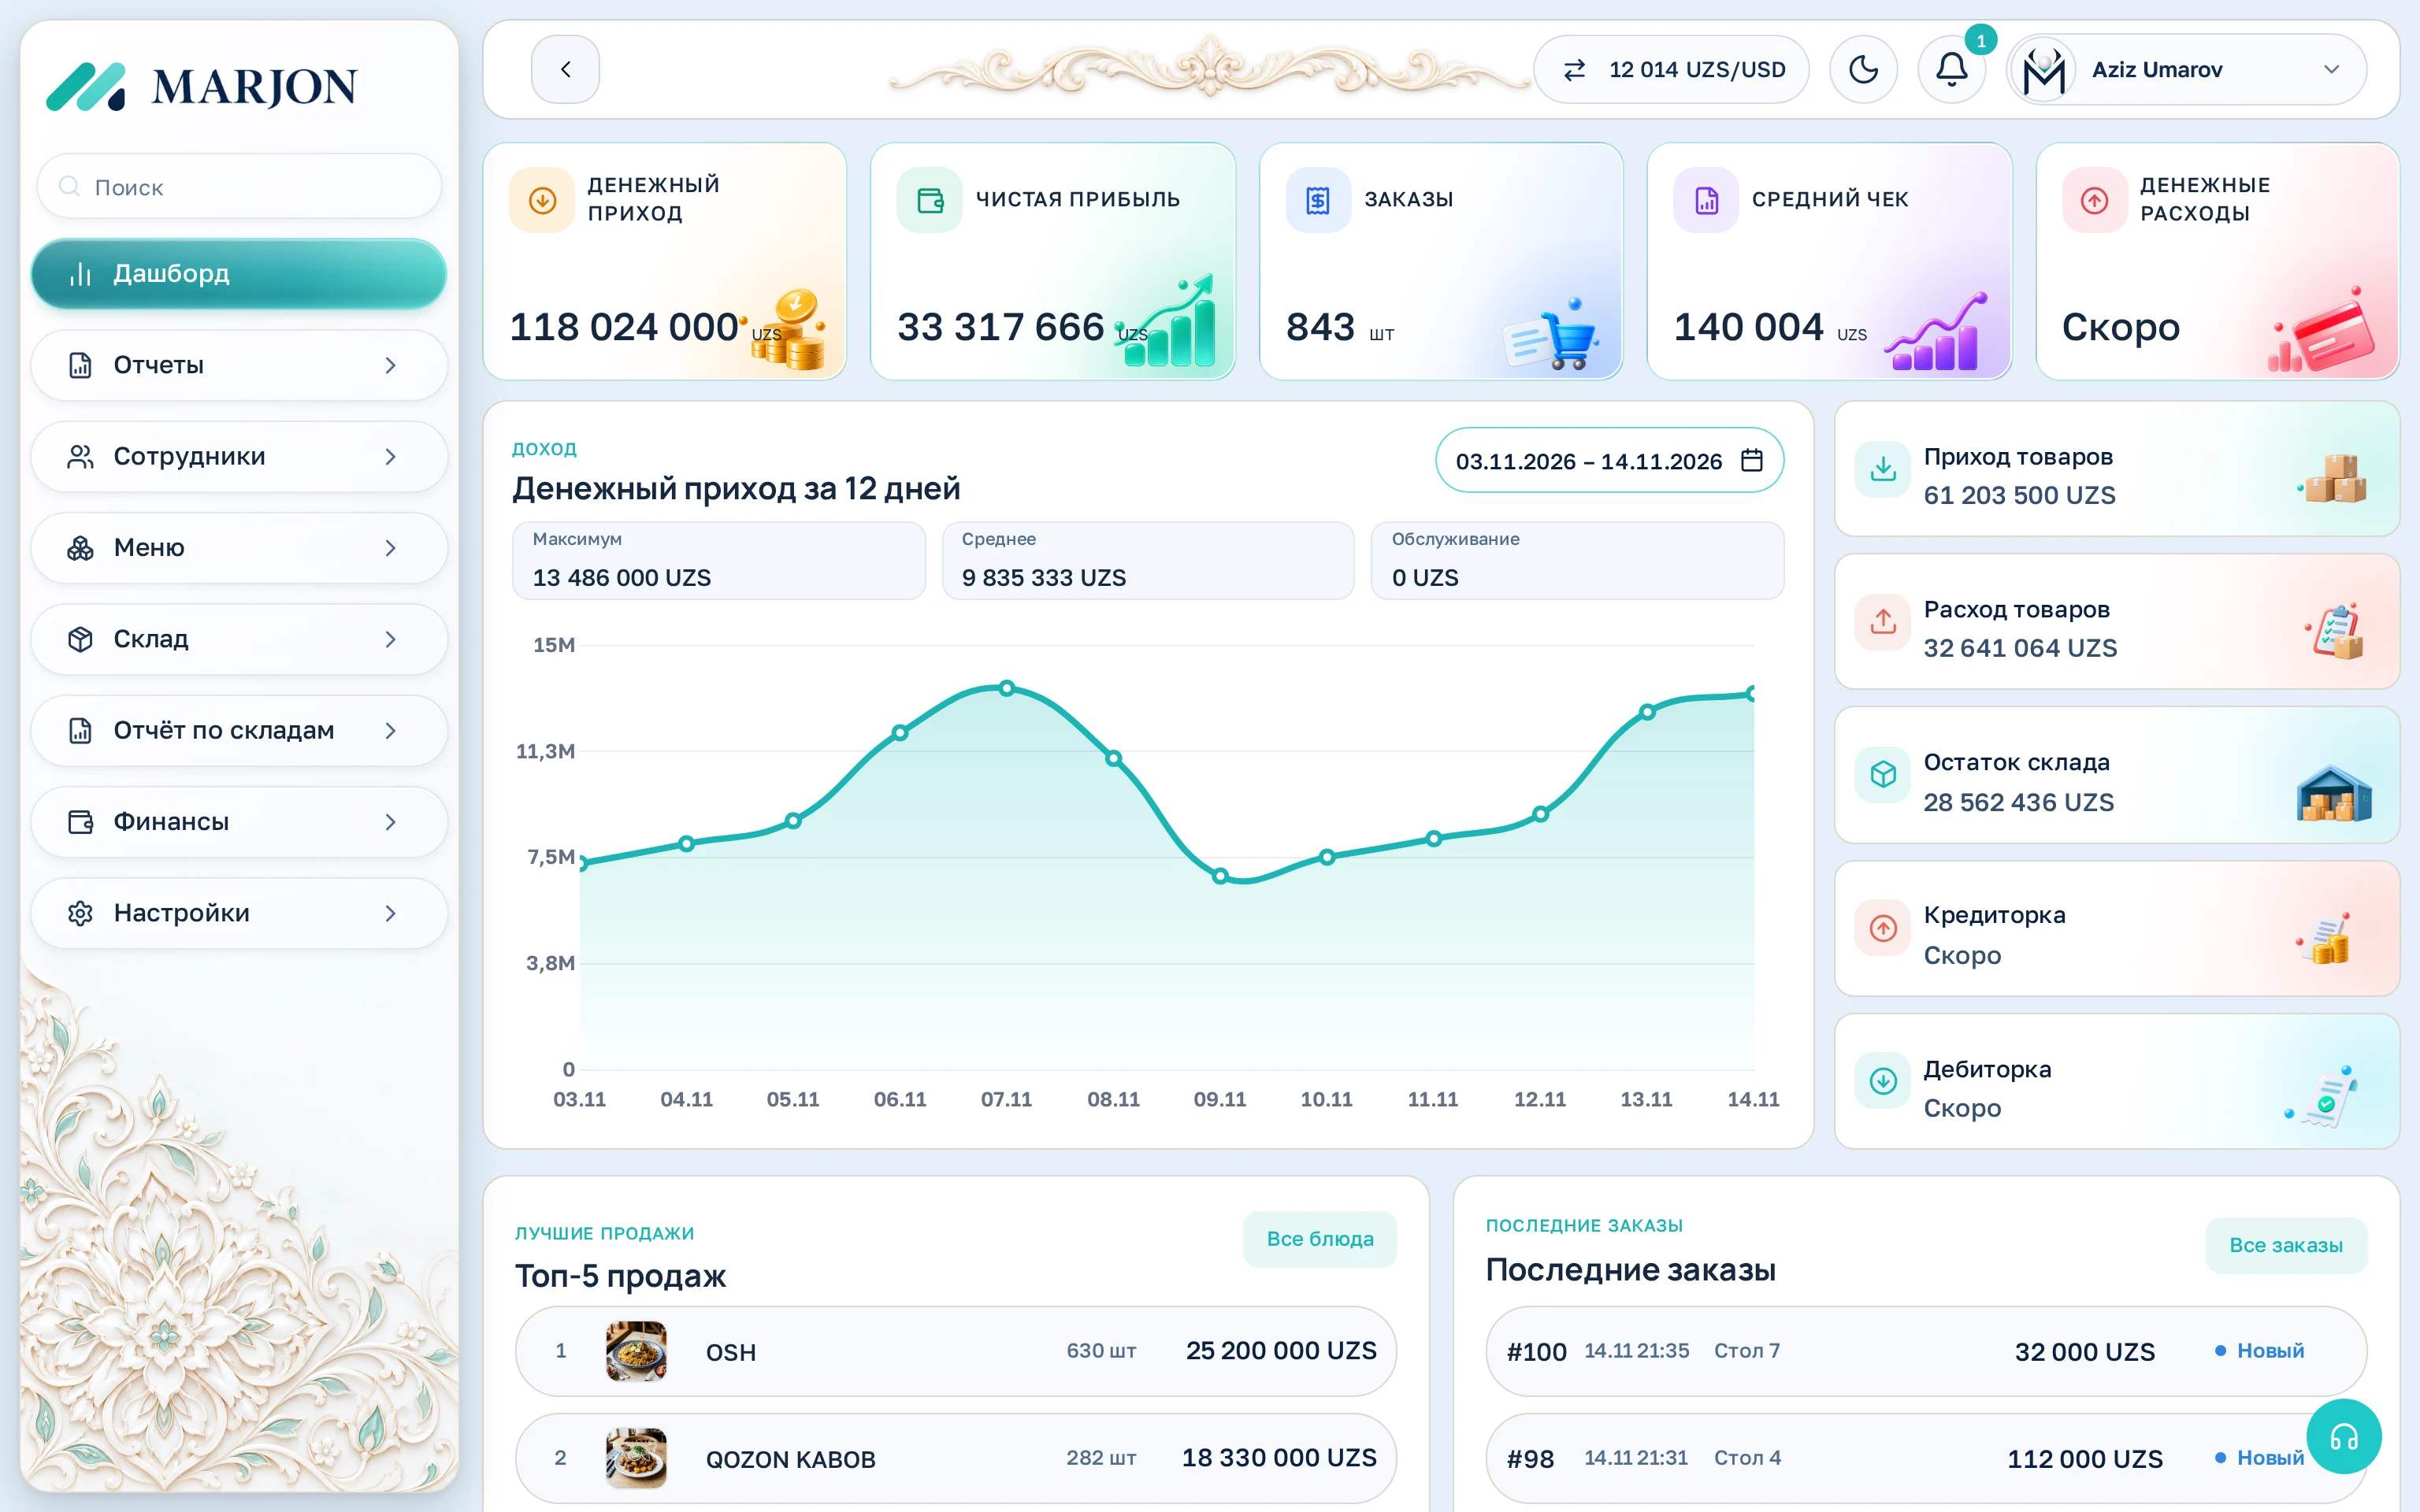 MARJON
Поиск
Дашборд
Отчеты
Сотрудники
Меню
Склад
Отчёт по складам
Финансы
Настройки
12 014 UZS/USD
1
Aziz Umarov
ДЕНЕЖНЫЙ
ПРИХОД
118 024 000 UZS
ЧИСТАЯ ПРИБЫЛЬ
33 317 666 UZS
ЗАКАЗЫ
843 ШТ
СРЕДНИЙ ЧЕК
140 004 UZS
ДЕНЕЖНЫЕ
РАСХОДЫ
Скоро
ДОХОД
Денежный приход за 12 дней
03.11.2026 – 14.11.2026
Максимум
13 486 000 UZS
Среднее
9 835 333 UZS
Обслуживание
0 UZS
15M
11,3M
7,5M
3,8M
0
03.11 04.11 05.11 06.11 07.11 08.11 09.11 10.11 11.11 12.11 13.11 14.11
Приход товаров
61 203 500 UZS
Расход товаров
32 641 064 UZS
Остаток склада
28 562 436 UZS
Кредиторка
Скоро
Дебиторка
Скоро
ЛУЧШИЕ ПРОДАЖИ
Топ-5 продаж
Все блюда
1 OSH 630 шт 25 200 000 UZS
2 QOZON KABOB 282 шт 18 330 000 UZS
ПОСЛЕДНИЕ ЗАКАЗЫ
Последние заказы
Все заказы
#100 14.11 21:35 Стол 7 32 000 UZS Новый
#98 14.11 21:31 Стол 4 112 000 UZS Новый